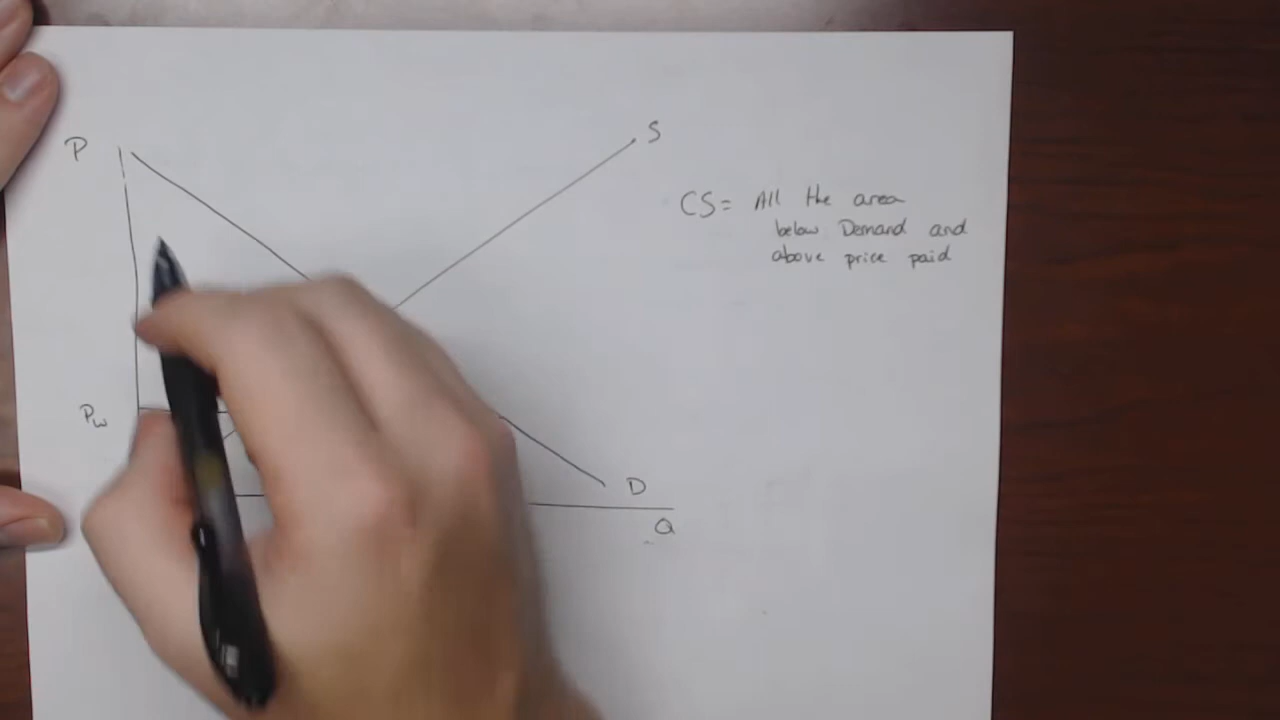 P
S
CS= All the area
below Demand and
above price paid
Pw
D
Q